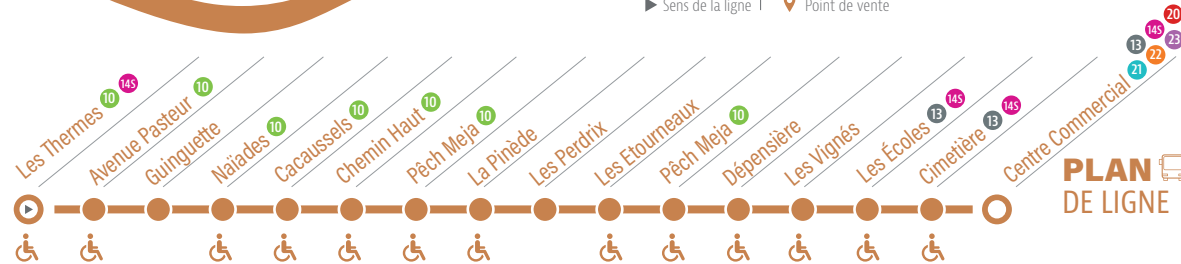 Sens de la ligne
Point de vente
Les Thermes 10 14S
Avenue Pasteur 10
Guinguette
Naïades 10
Cacaussels 10
Chemin Haut 10
Pêch Meja 10
La Pinède
Les Perdrix
Les Etourneaux
Pêch Meja 10
Dépensière
Les Vignés
Les Écoles 13 14S
Cimetière 13 14S
Centre Commercial 21 22 23 13 14S 20
PLAN
DE LIGNE